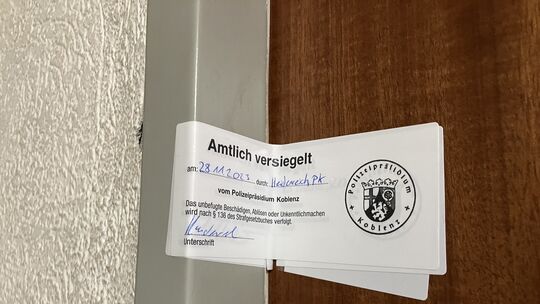 Amtlich versiegelt
am: 28.11.2023 durch: Hederech, PK
vom Polizeipräsidium Koblenz
Das unbefugte Beschädigen, Ablösen oder Unkenntlichmachen
wird nach § 136 des Strafgesetzbuches verfolgt.
Unterschrift
Polizeipräsidium
Koblenz